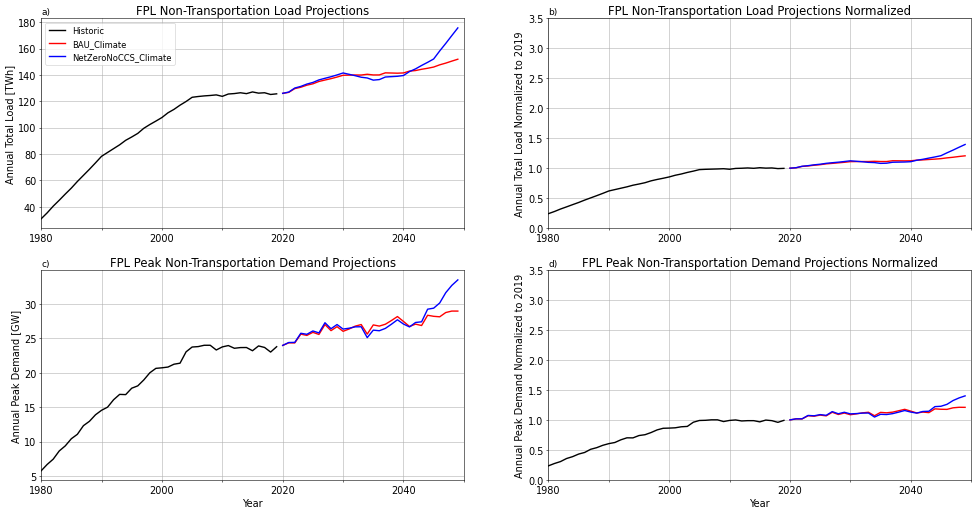 a)
FPL Non-Transportation Load Projections
Annual Total Load [TWh]
180
160
140
120
100
80
60
40
Historic
BAU_Climate
NetZeroNoCCS_Climate
1980
2000
2020
2040
b)
FPL Non-Transportation Load Projections Normalized
Annual Total Load Normalized to 2019
3.5
3.0
2.5
2.0
1.5
1.0
0.5
0.0
1980
2000
2020
2040
c)
FPL Peak Non-Transportation Demand Projections
Annual Peak Demand [GW]
30
25
20
15
10
5
1980
2000
2020
2040
Year
d)
FPL Peak Non-Transportation Demand Projections Normalized
Annual Peak Demand Normalized to 2019
3.5
3.0
2.5
2.0
1.5
1.0
0.5
0.0
1980
2000
2020
2040
Year